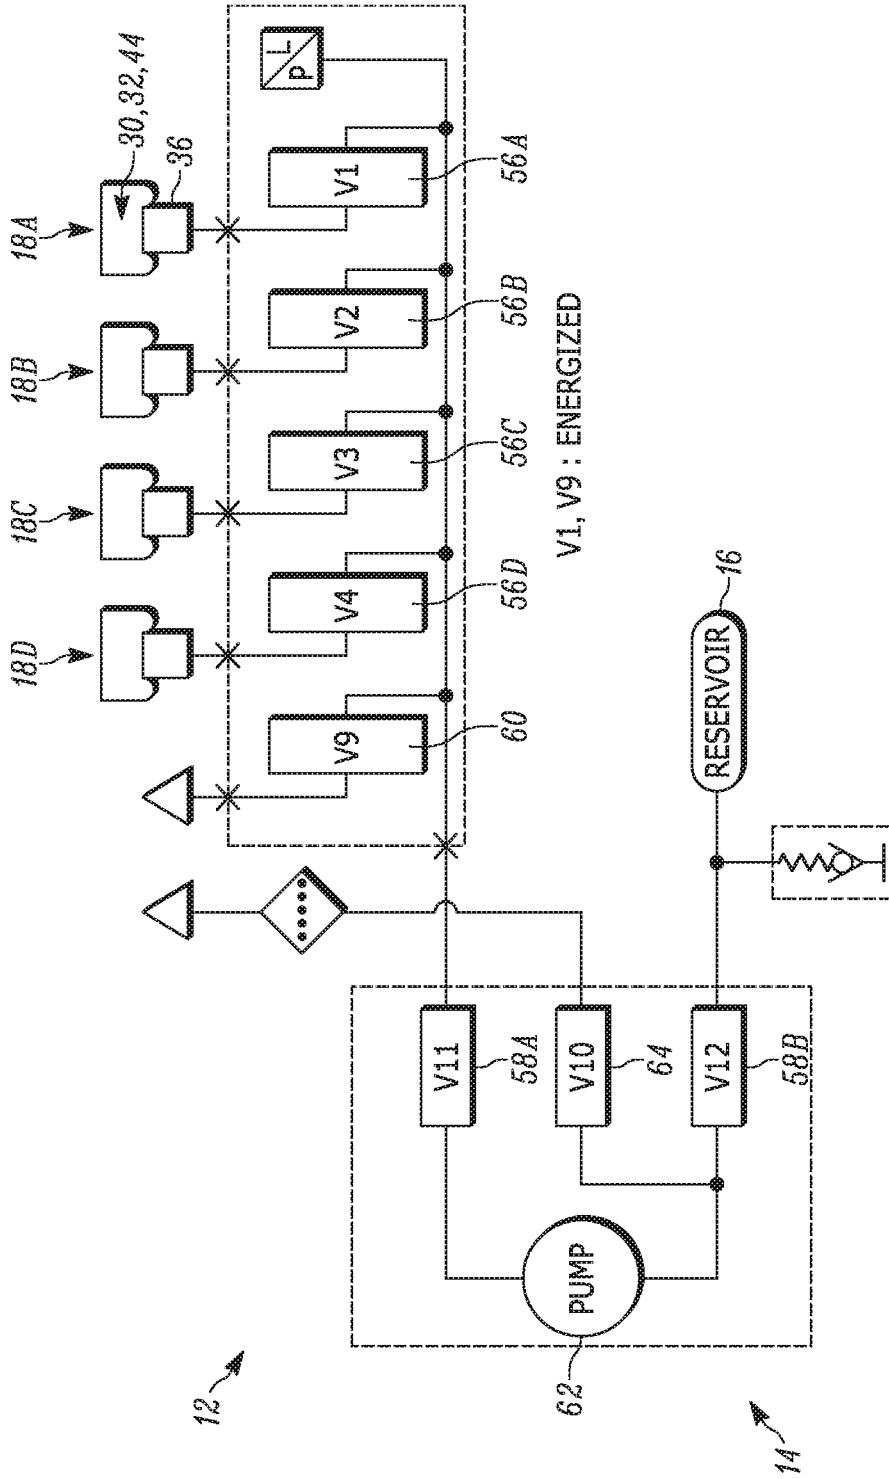 12
14
62
PUMP
V11
58A
V10
64
V12
58B
RESERVOIR
16
18D
18C
18B
18A
30, 32, 44
36
V9
60
V4
56D
V3
56C
V2
56B
V1
56A
P
L
V1, V9 : ENERGIZED